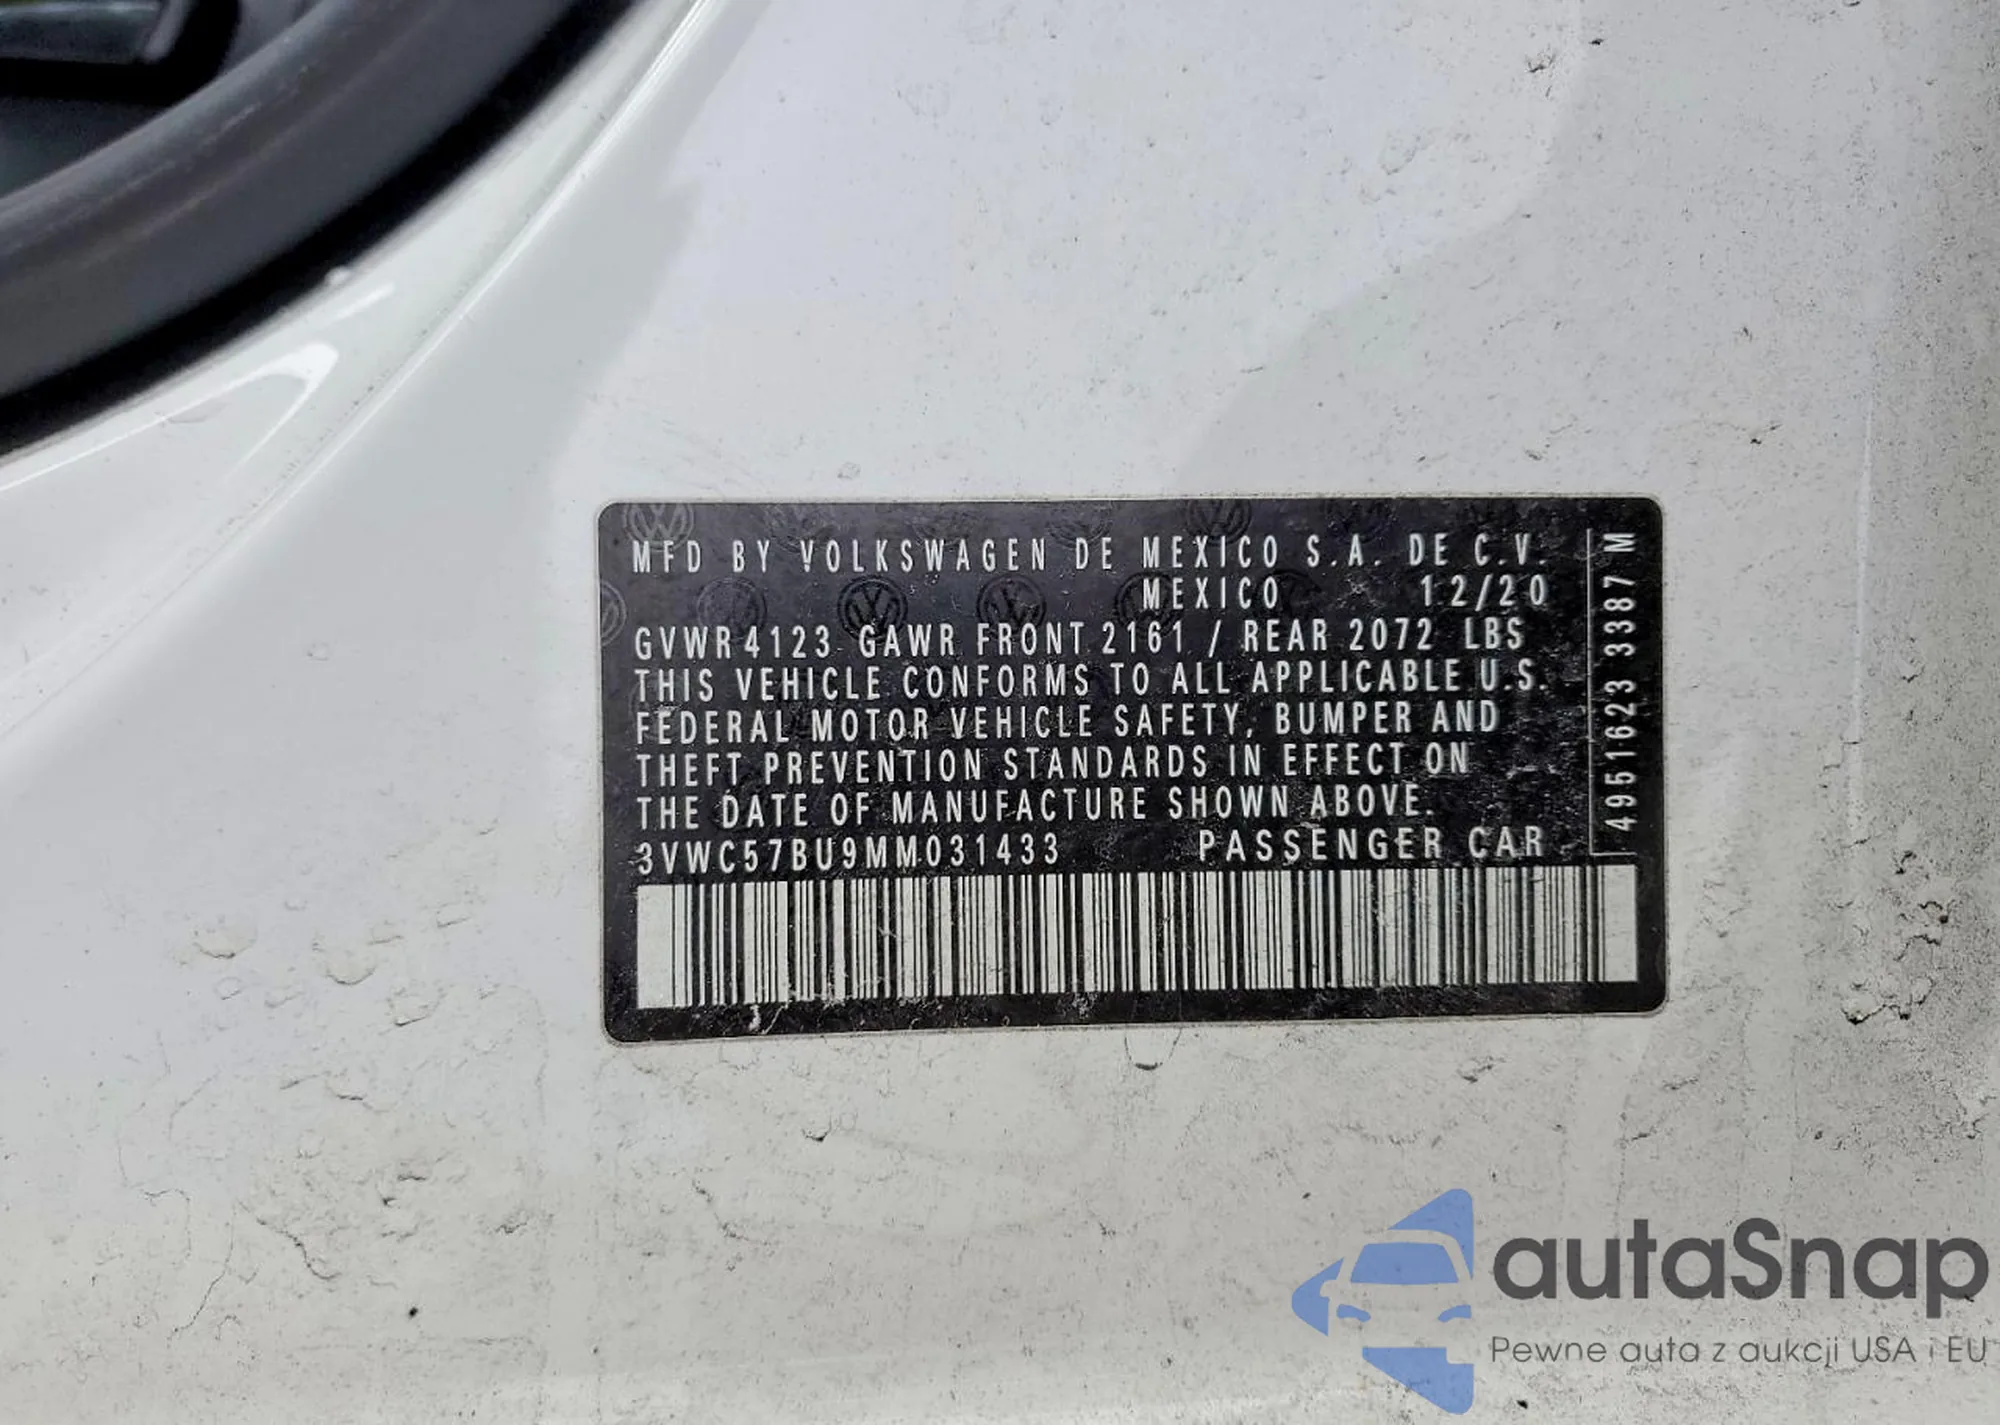 MFD BY VOLKSWAGEN DE MEXICO S.A. DE C.V.
MEXICO 12/20
GVWR 4123 GAWR FRONT 2161 / REAR 2072 LBS
THIS VEHICLE CONFORMS TO ALL APPLICABLE U.S.
FEDERAL MOTOR VEHICLE SAFETY, BUMPER AND
THEFT PREVENTION STANDARDS IN EFFECT ON
THE DATE OF MANUFACTURE SHOWN ABOVE.
3VWC57BU9MM031433 PASSENGER CAR
4951623 3387 M
autaSnap
Pewne auta z aukcji USA i EU